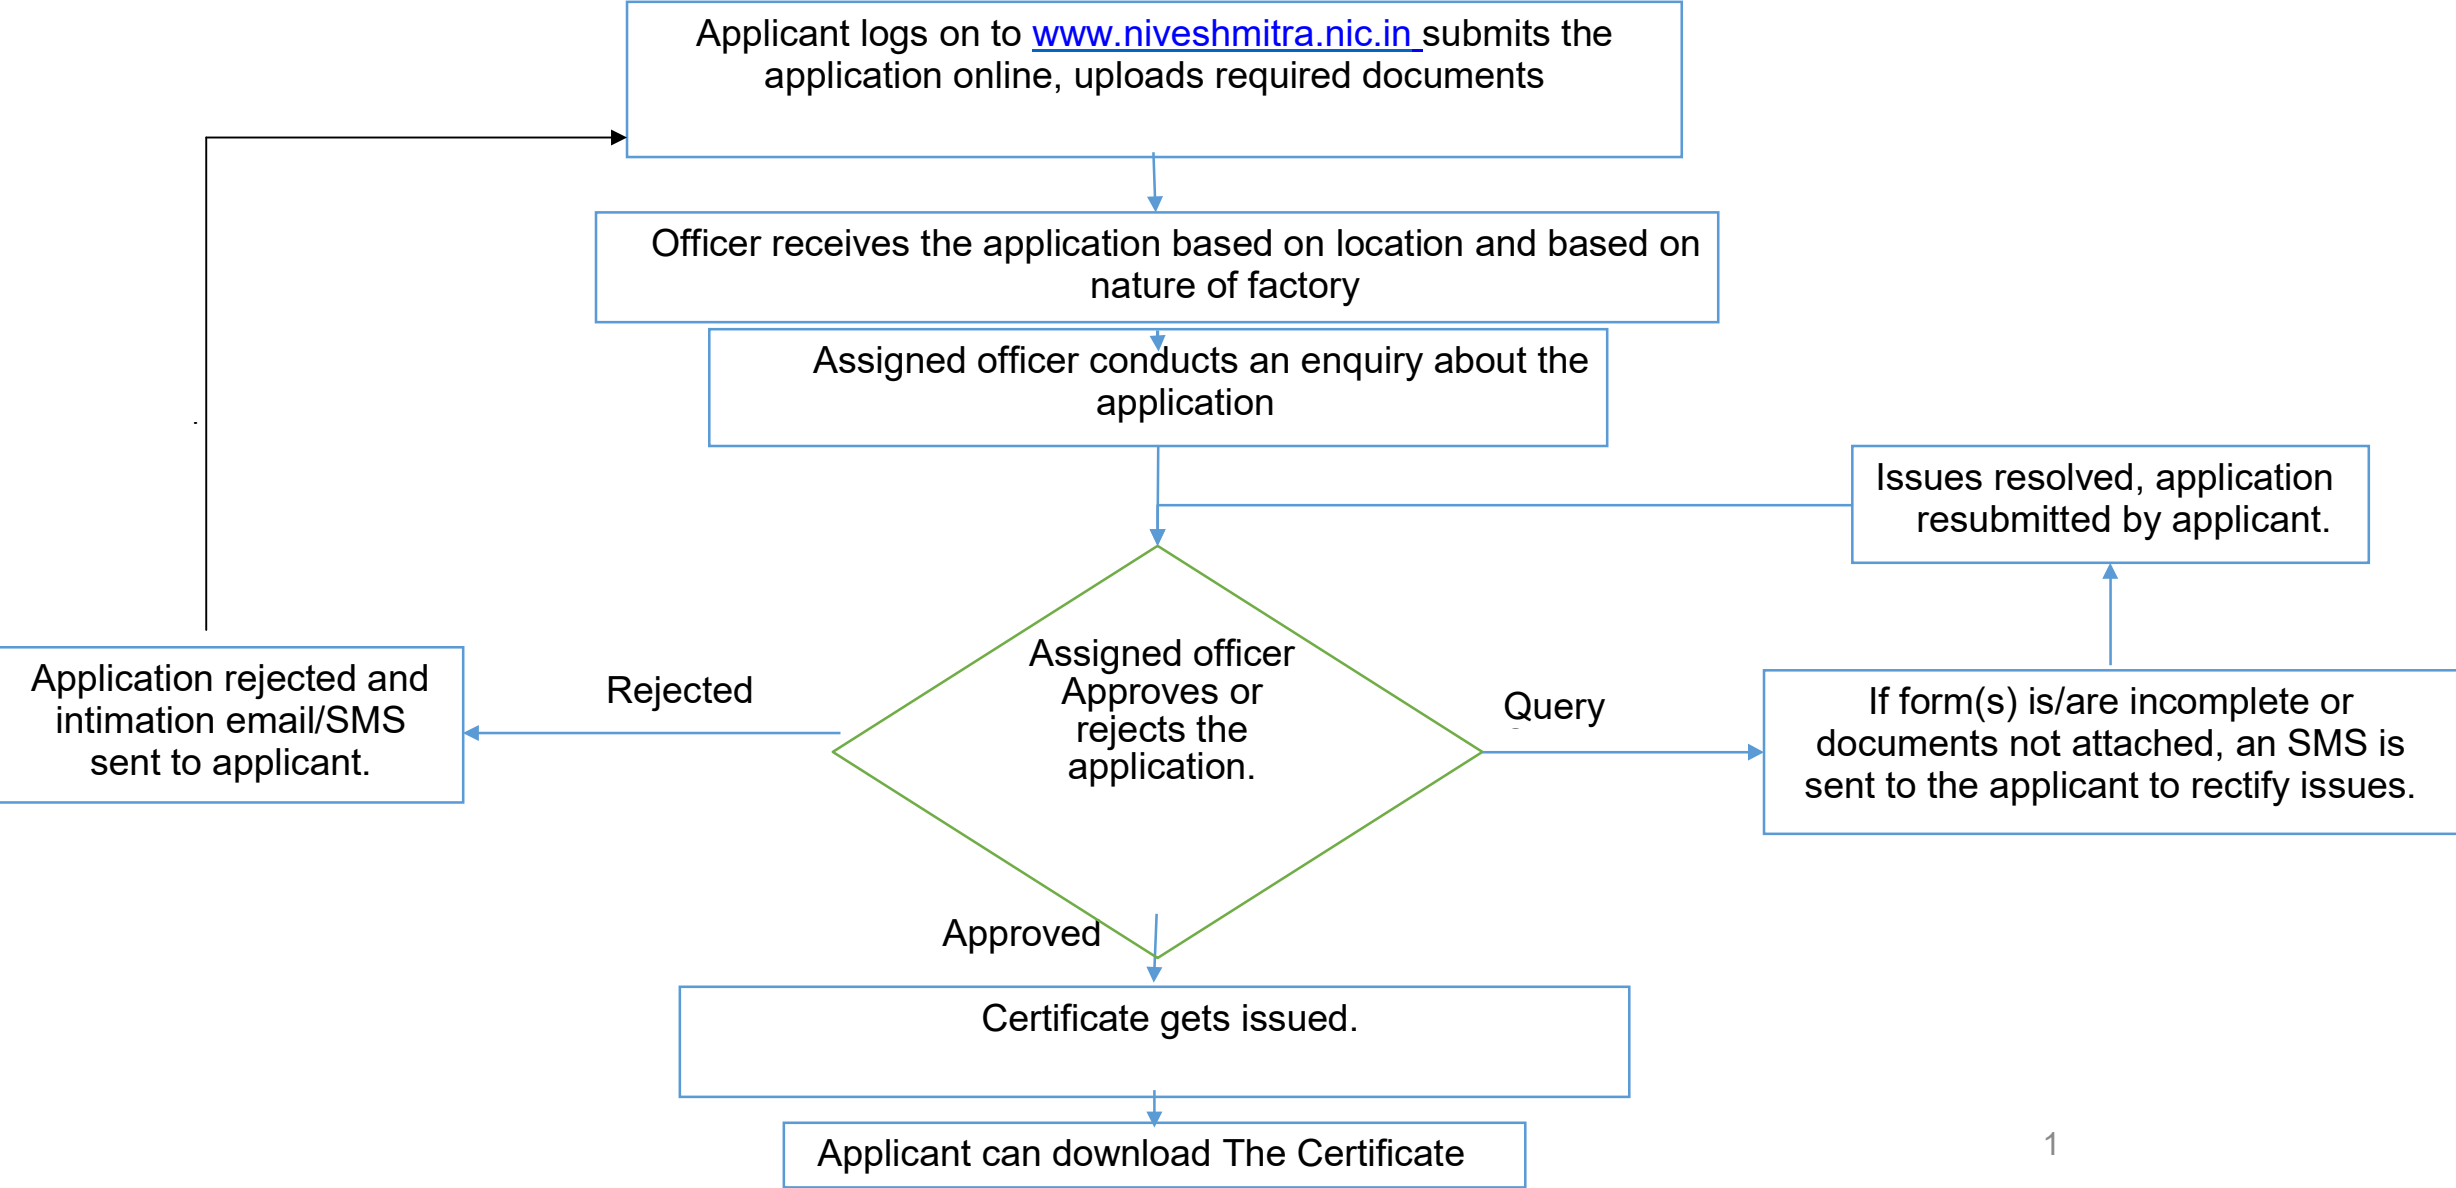 Applicant logs on to www.niveshmitra.nic.in submits the
application online, uploads required documents
Officer receives the application based on location and based on
nature of factory
Assigned officer conducts an enquiry about the
application
Issues resolved, application
resubmitted by applicant.
Assigned officer
Approves or
rejects the
application.
Rejected
Application rejected and
intimation email/SMS
sent to applicant.
Query
If form(s) is/are incomplete or
documents not attached, an SMS is
sent to the applicant to rectify issues.
Approved
Certificate gets issued.
Applicant can download The Certificate
1